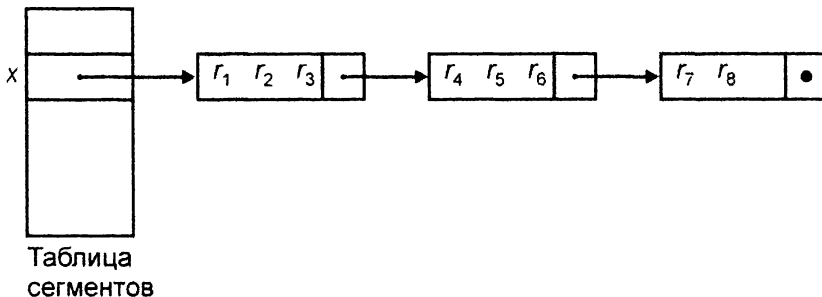 x
r₁ r₂ r₃
r₄ r₅ r₆
r₇ r₈
Таблица
сегментов